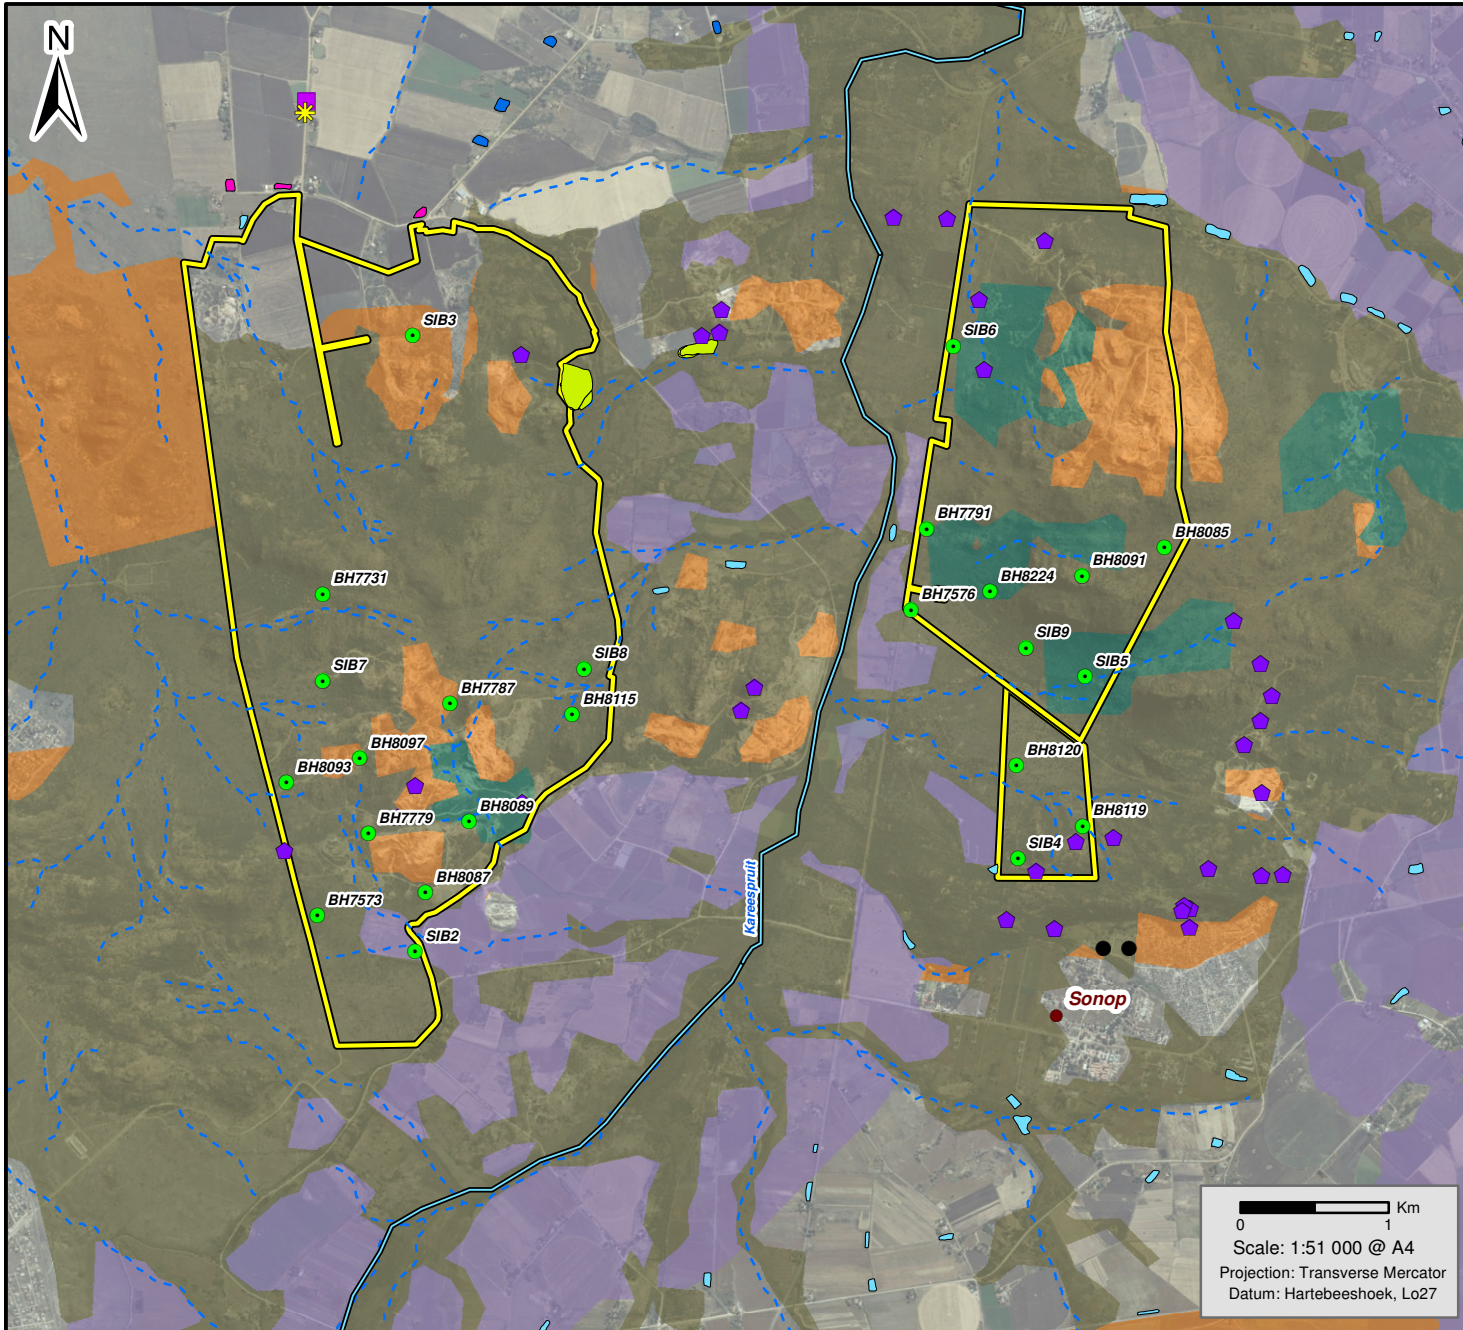 N
SIB3
SIB6
BH7791
BH8085
BH8091
BH7731
BH8224
BH7576
SIB9
SIB8
SIB7
SIB5
BH7787
BH8115
BH8097
BH8120
BH8093
BH8089
BH8119
BH7779
SIB4
BH8087
Kareespruit
BH7573
SIB2
Sonop
Km
0 1
Scale: 1:51 000 @ A4
Projection: Transverse Mercator
Datum: Hartebeeshoek, Lo27